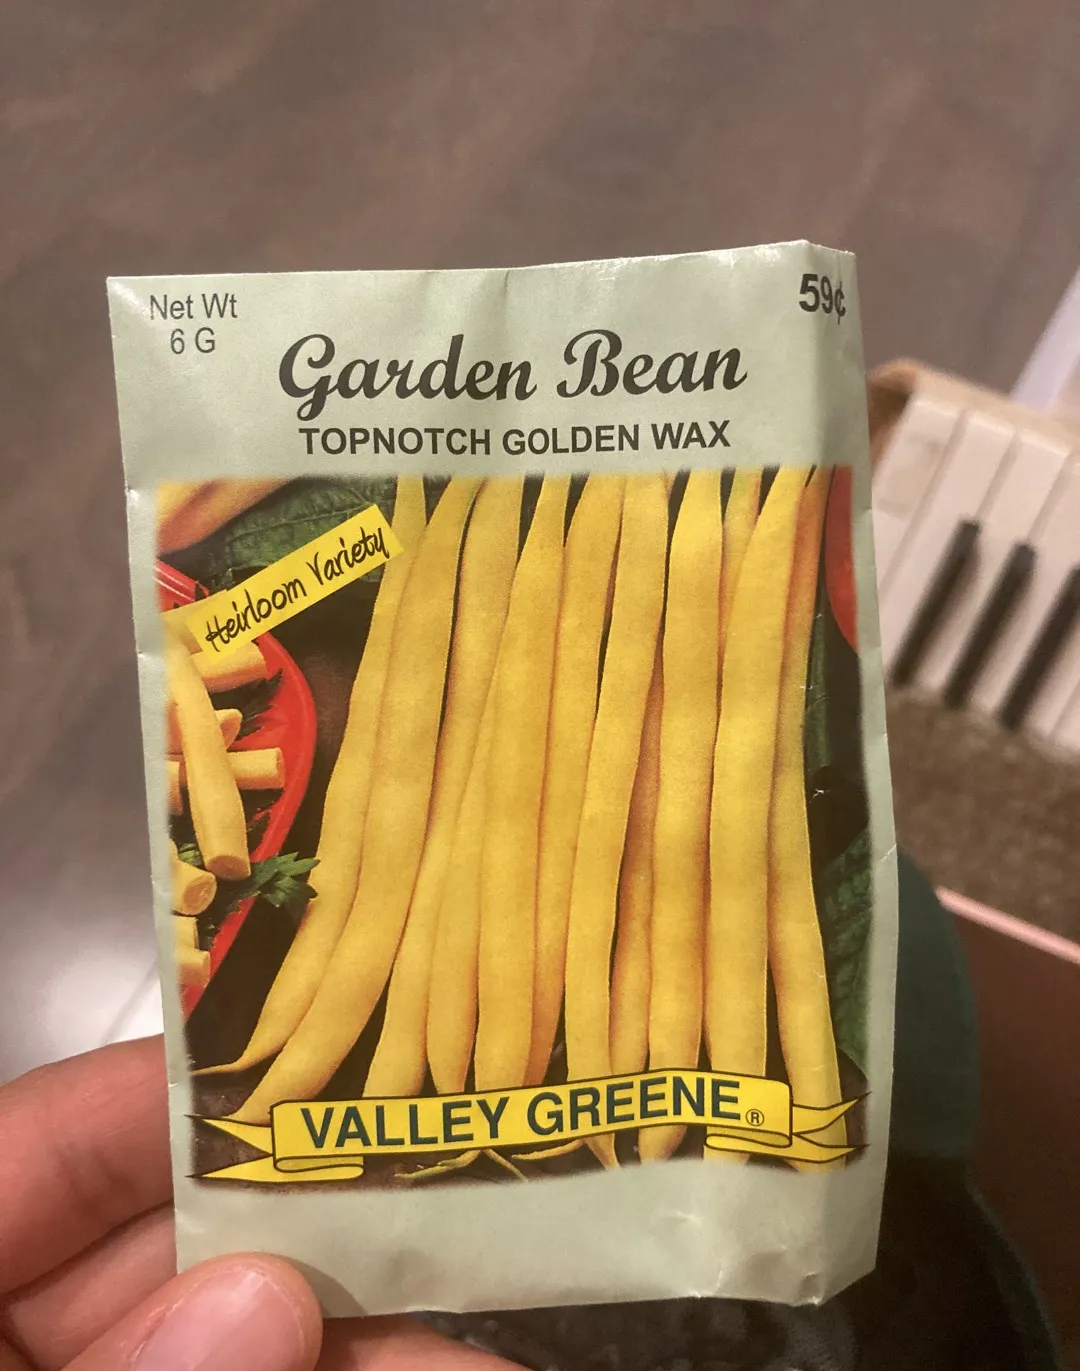 Net Wt
6 G
59¢
Garden Bean
TOPNOTCH GOLDEN WAX
Heirloom Variety
VALLEY GREENE®